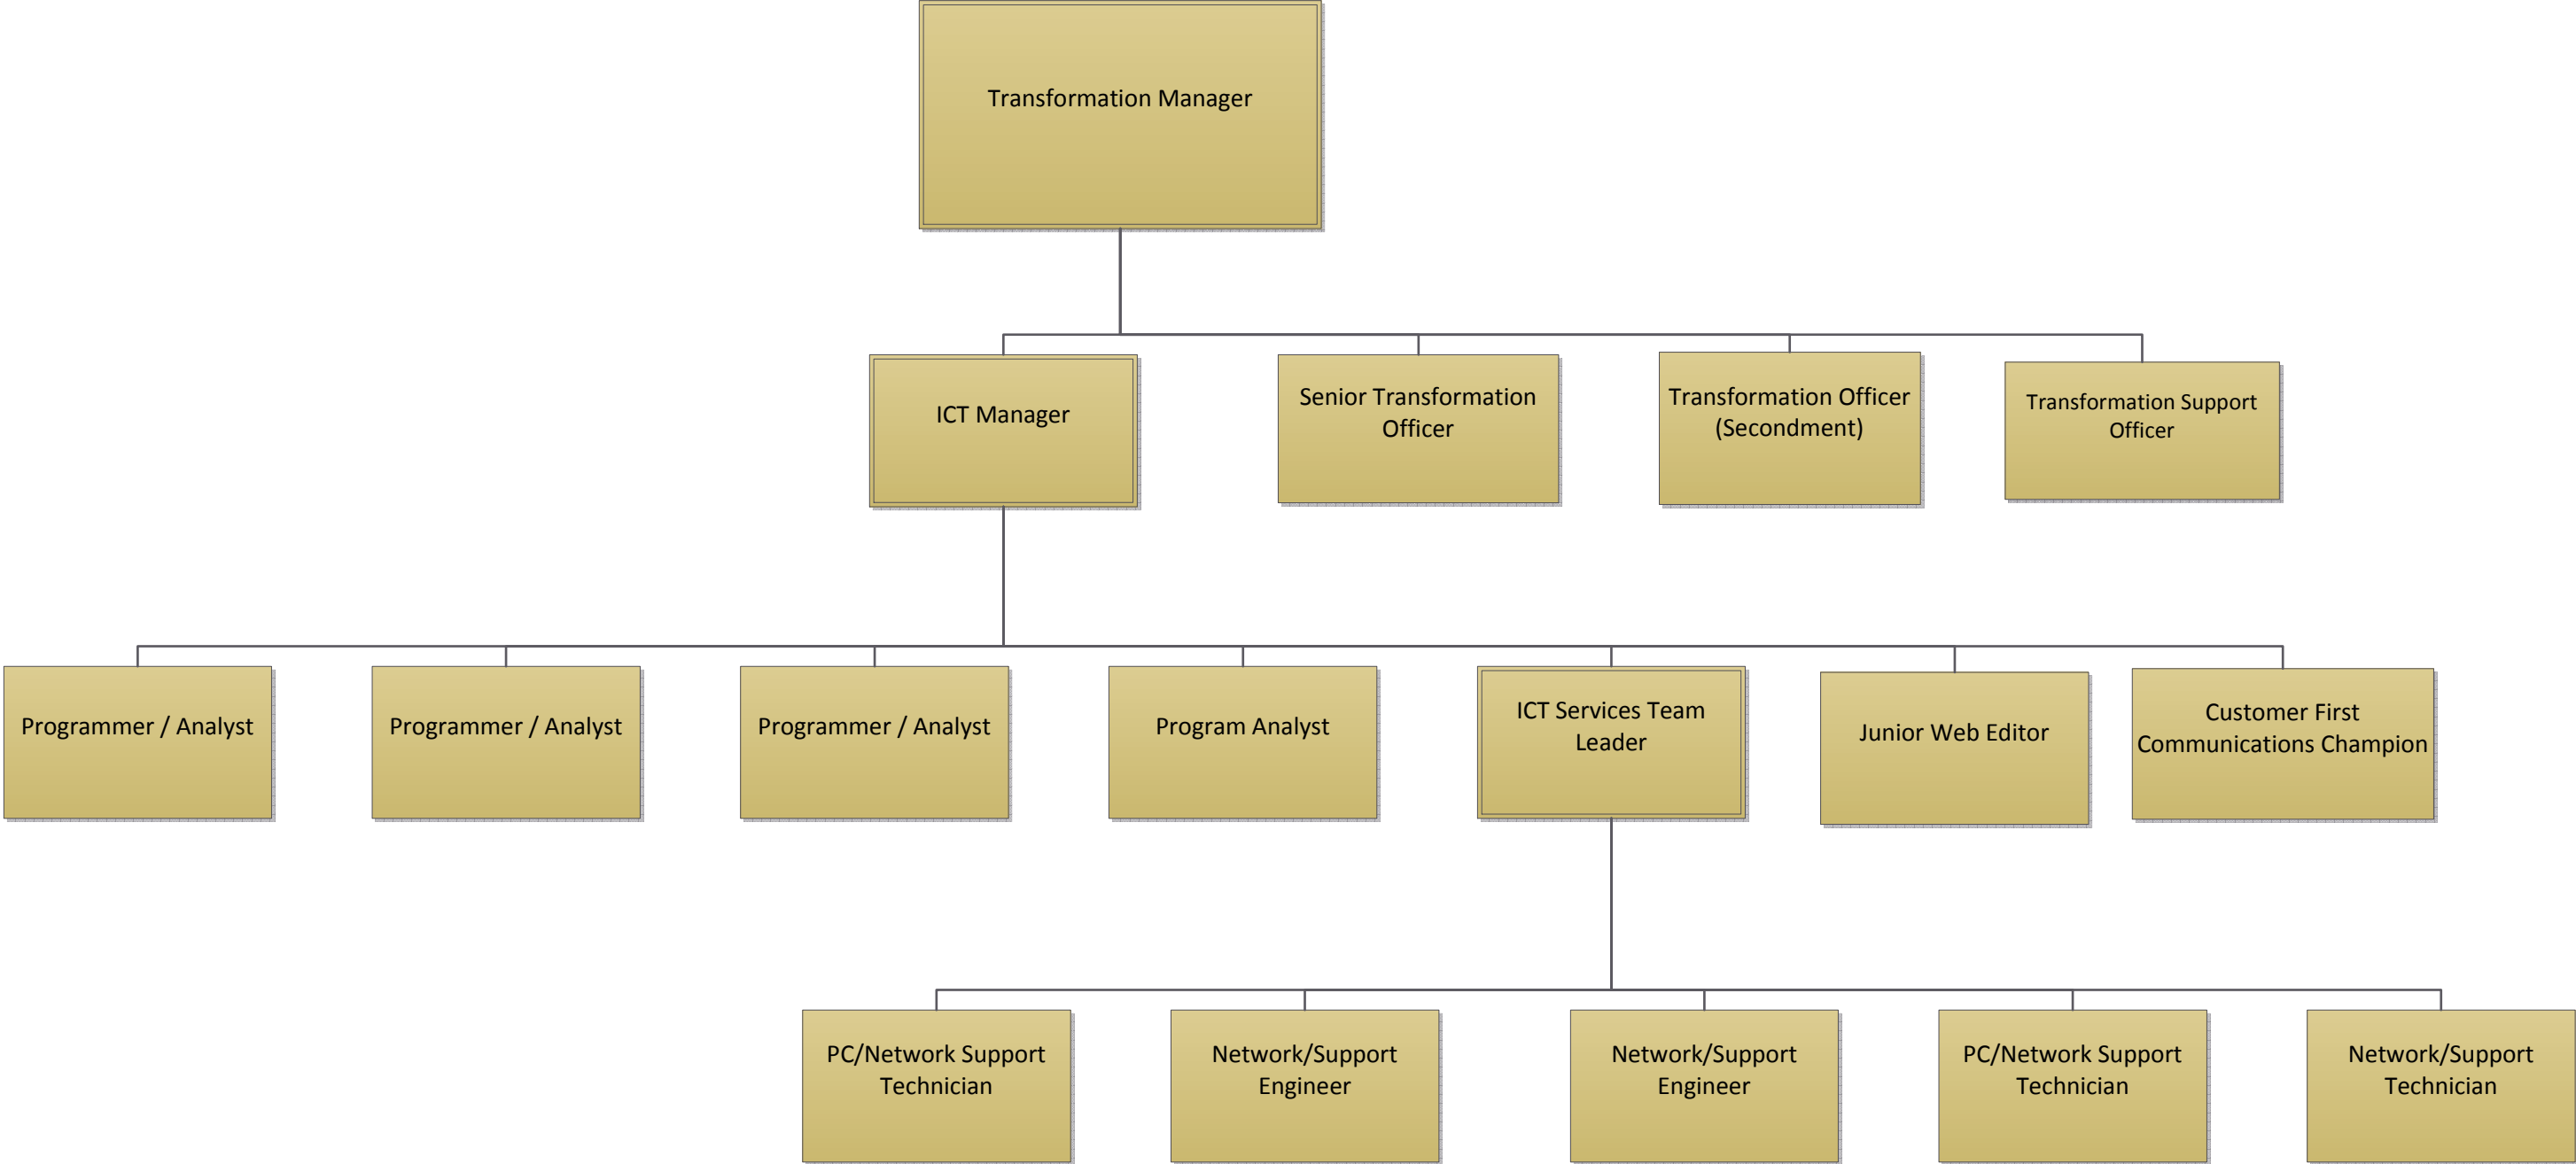 Transformation Manager
ICT Manager
Senior Transformation
Officer
Transformation Officer
(Secondment)
Transformation Support
Officer
Programmer / Analyst
Programmer / Analyst
Programmer / Analyst
Program Analyst
ICT Services Team
Leader
Junior Web Editor
Customer First
Communications Champion
PC/Network Support
Technician
Network/Support
Engineer
Network/Support
Engineer
PC/Network Support
Technician
Network/Support
Technician